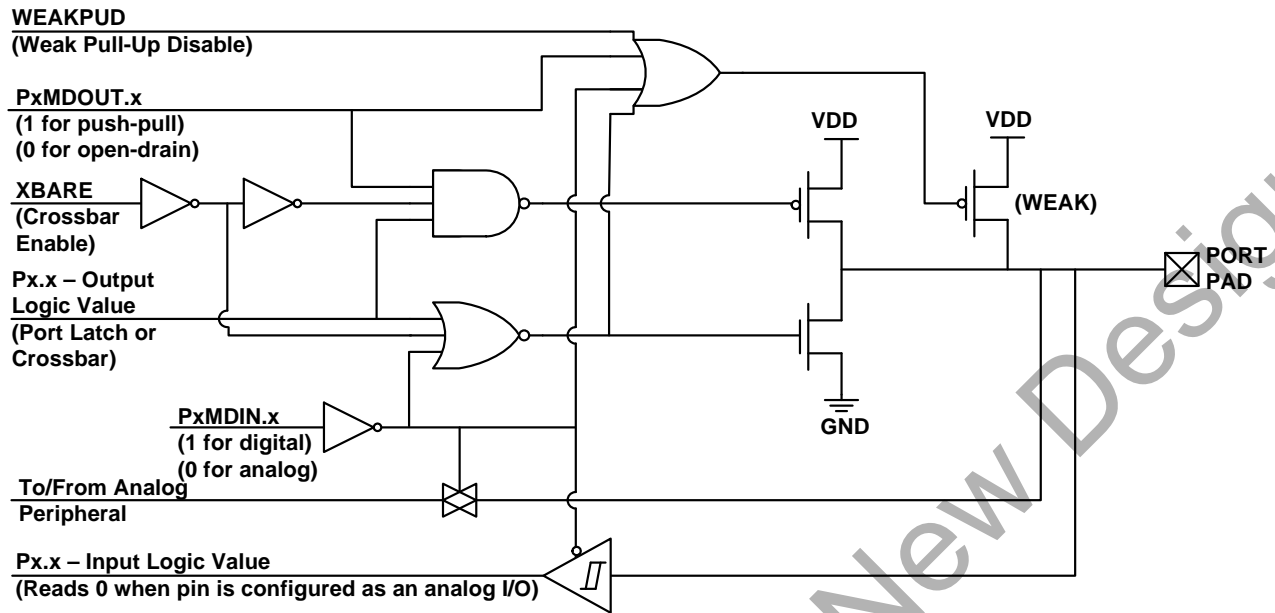 WEAKPUD
(Weak Pull-Up Disable)
PxMDOUT.x
(1 for push-pull)
(0 for open-drain)
XBARE
(Crossbar
Enable)
Px.x – Output
Logic Value
(Port Latch or
Crossbar)
PxMDIN.x
(1 for digital)
(0 for analog)
To/From Analog
Peripheral
Px.x – Input Logic Value
(Reads 0 when pin is configured as an analog I/O)
VDD
VDD
(WEAK)
PORT
PAD
GND
New Desig